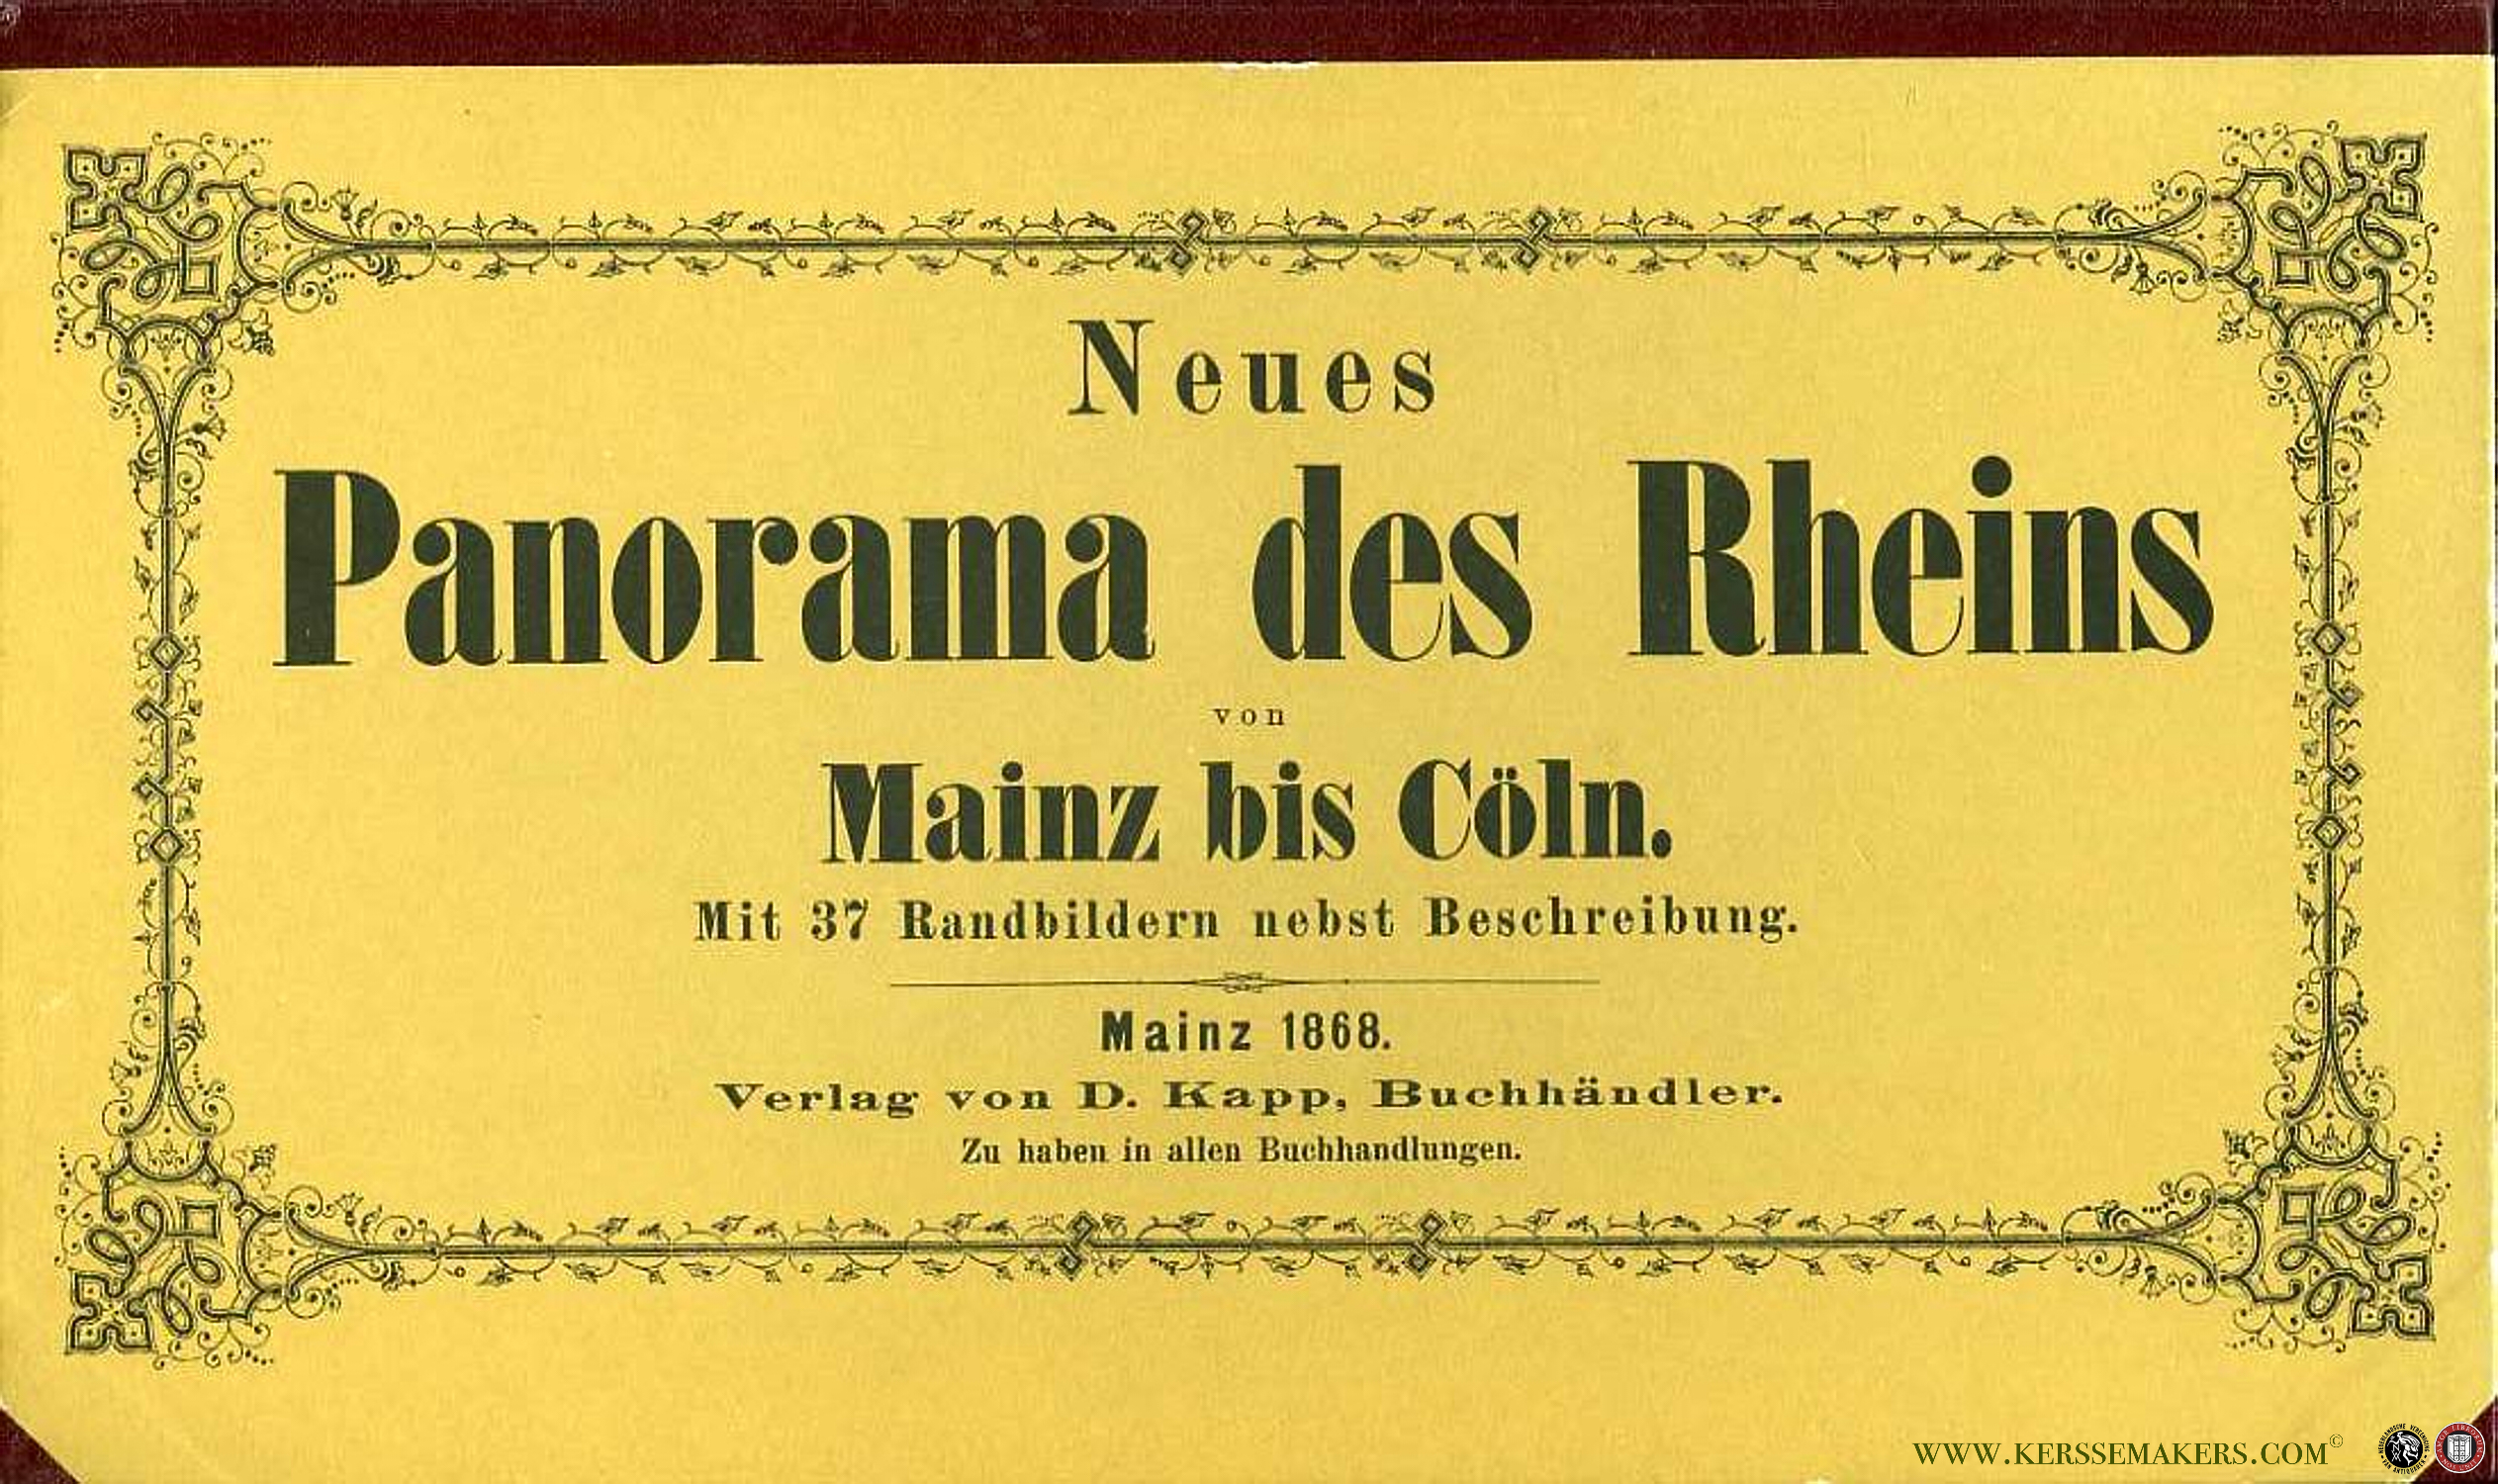 Neues
Panorama des Rheins
von
Mainz bis Cöln.
Mit 37 Randbildern nebst Beschreibung.
Mainz 1868.
Verlag von D. Kapp, Buchhändler.
Zu haben in allen Buchhandlungen.
WWW.KERSSEMAKERS.COM©